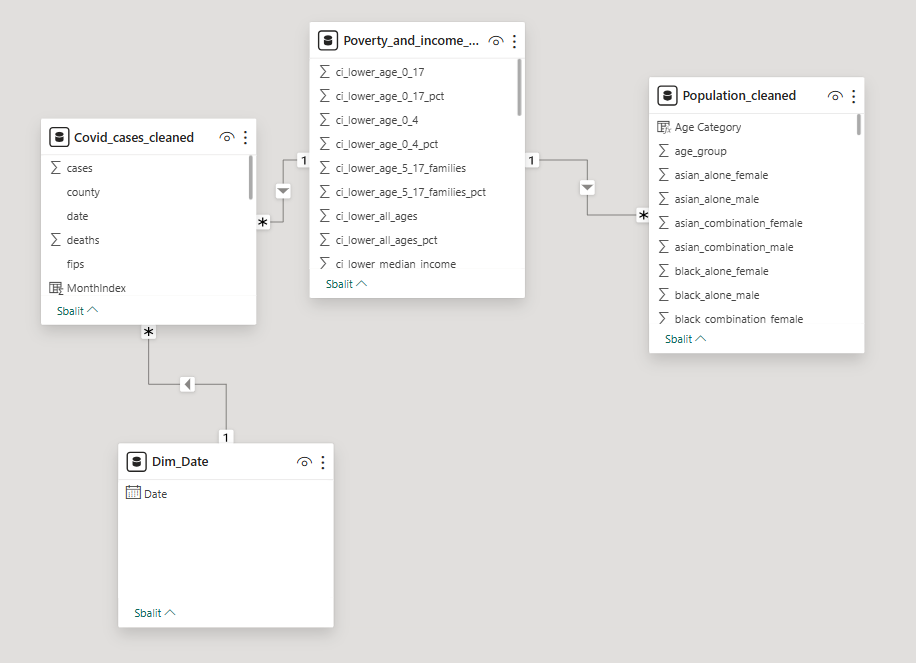 Poverty_and_income_...
ci_lower_age_0_17
ci_lower_age_0_17_pct
ci_lower_age_0_4
ci_lower_age_0_4_pct
ci_lower_age_5_17_families
ci_lower_age_5_17_families_pct
ci_lower_all_ages
ci_lower_all_ages_pct
ci_lower_median_income
Sbalit
Population_cleaned
Age Category
age_group
asian_alone_female
asian_alone_male
asian_combination_female
asian_combination_male
black_alone_female
black_alone_male
black_combination_female
Sbalit
Covid_cases_cleaned
cases
county
date
deaths
fips
MonthIndex
Sbalit
1
*
1
*
*
1
Dim_Date
Date
Sbalit